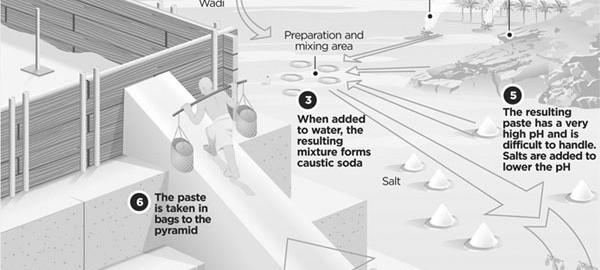 Wadi
Preparation and
mixing area
3
When added
to water, the
resulting
mixture forms
caustic soda
5
The resulting
paste has a very
high pH and is
difficult to handle.
Salts are added to
lower the pH
Salt
6
The paste
is taken in
bags to the
pyramid